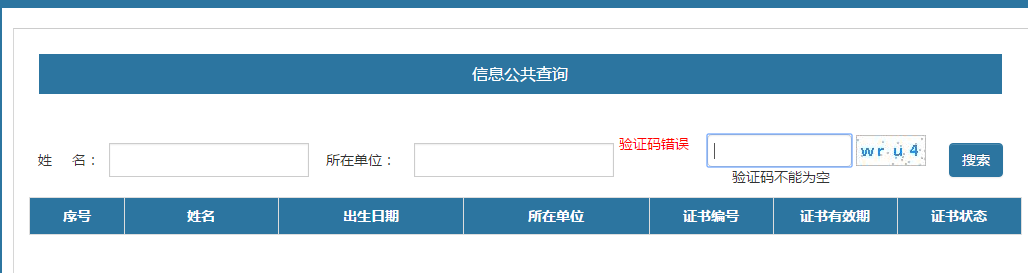 信息公共查询
姓 名： 所在单位： 验证码错误 wru4 搜索
验证码不能为空
序号 姓名 出生日期 所在单位 证书编号 证书有效期 证书状态